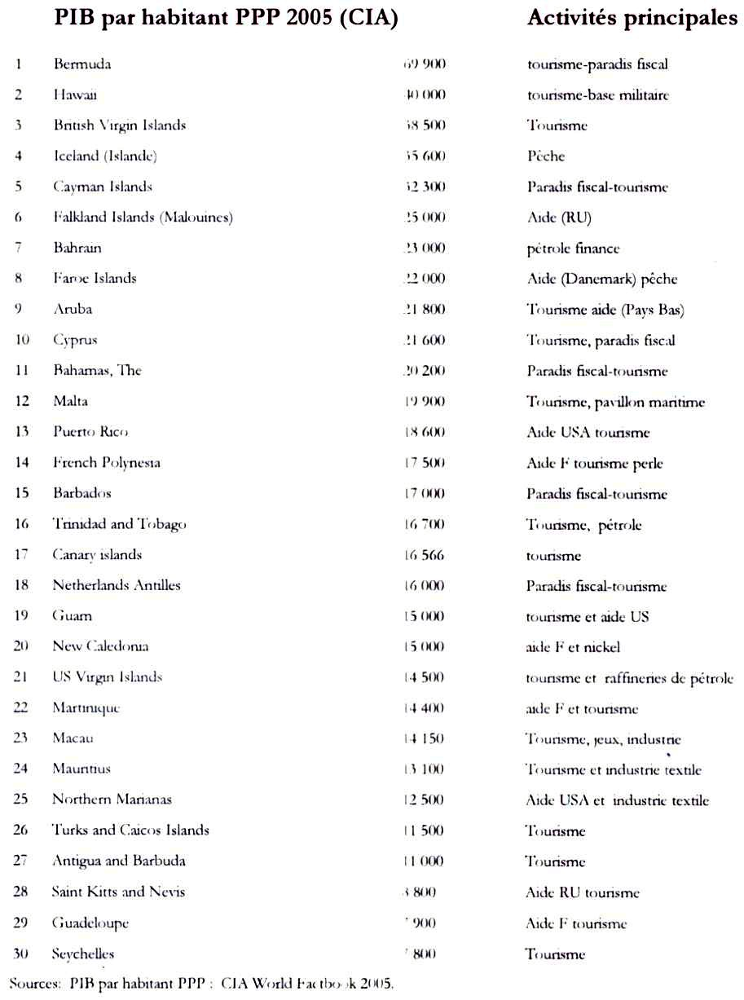 PIB par habitant PPP 2005 (CIA) Activités principales
1 Bermuda 69 900 tourisme-paradis fiscal
2 Hawaii 40 000 tourisme-base militaire
3 British Virgin Islands 38 500 Tourisme
4 Iceland (Islande) 35 600 Pêche
5 Cayman Islands 32 300 Paradis fiscal-tourisme
6 Falkland Islands (Malouines) 25 000 Aide (RU)
7 Bahrain 23 000 pétrole finance
8 Faroe Islands 22 000 Aide (Danemark) pêche
9 Aruba 21 800 Tourisme aide (Pays Bas)
10 Cyprus 21 600 Tourisme, paradis fiscal
11 Bahamas, The 20 200 Paradis fiscal-tourisme
12 Malta 19 900 Tourisme, pavillon maritime
13 Puerto Rico 18 600 Aide USA tourisme
14 French Polynesia 17 500 Aide F tourisme perle
15 Barbados 17 000 Paradis fiscal-tourisme
16 Trinidad and Tobago 16 700 Tourisme, pétrole
17 Canary islands 16 566 tourisme
18 Netherlands Antilles 16 000 Paradis fiscal-tourisme
19 Guam 15 000 tourisme et aide US
20 New Caledonia 15 000 aide F et nickel
21 US Virgin Islands 14 500 tourisme et raffineries de pétrole
22 Martinique 14 400 aide F et tourisme
23 Macau 14 150 Tourisme, jeux, industrie
24 Mauritius 13 100 Tourisme et industrie textile
25 Northern Marianas 12 500 Aide USA et industrie textile
26 Turks and Caicos Islands 11 500 Tourisme
27 Antigua and Barbuda 11 000 Tourisme
28 Saint Kitts and Nevis 800 Aide RU tourisme
29 Guadeloupe 900 Aide F tourisme
30 Seychelles 800 Tourisme
Sources: PIB par habitant PPP : CIA World Factbook 2005.